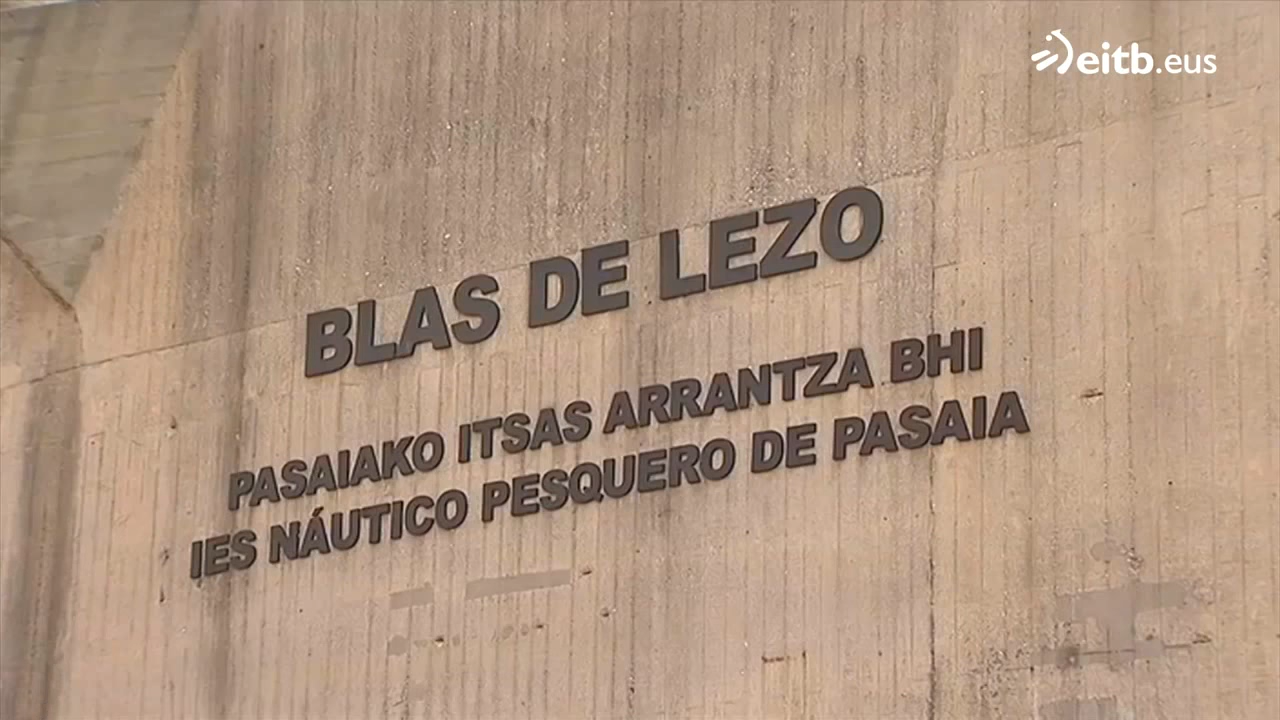 eitb.eus
BLAS DE LEZO
PASAIAKO ITSAS ARRANTZA BHI
IES NÁUTICO PESQUERO DE PASAIA